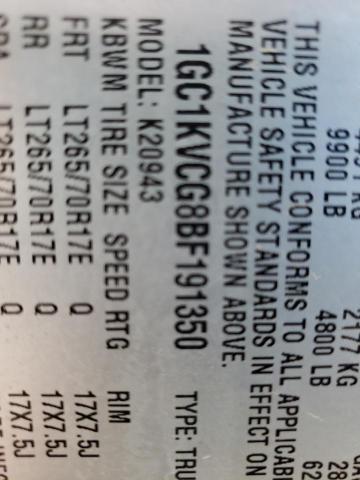 2177 KG
9900 LB 4800 LB
THIS VEHICLE CONFORMS TO ALL
VEHICLE SAFETY STANDARDS IN EFFECT ON
MANUFACTURE SHOWN ABOVE.
1GC1KVCG8BF191350 TYPE:
MODEL: K20943
KBWM TIRE SIZE SPEED RTG RIM
FRT LT265/70R17E Q 17X7.5J
RR LT265/70R17E Q 17X7.5J
LT265/70R17E Q 17X7.5J